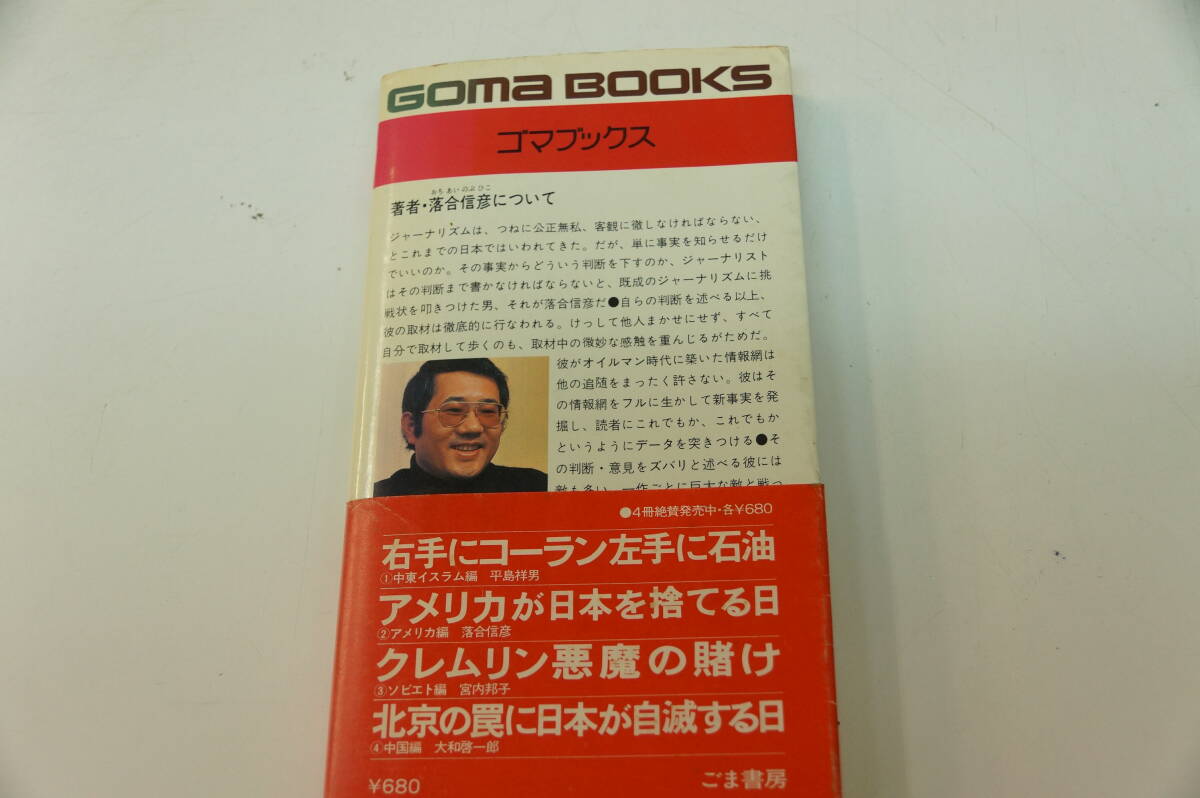 GOMA BOOKS
ゴマブックス
おち あい のぶ ひこ
著者・落合信彦について
ジャーナリズムは、つねに公正無私、客観に徹しなければならない、
とこれまでの日本ではいわれてきた。だが、単に事実を知らせるだけ
でいいのか。その事実からどういう判断を下すのか、ジャーナリスト
はその判断まで書かなければならないと、既成のジャーナリズムに挑
戦状を叩きつけた男、それが落合信彦だ●自らの判断を述べる以上、
彼の取材は徹底的に行なわれる。けっして他人まかせにせず、すべて
自分で取材して歩くのも、取材中の微妙な感触を重んじるがためだ。
彼がオイルマン時代に築いた情報網は
他の追随をまったく許さない。彼はそ
の情報網をフルに生かして新事実を発
掘し、読者にこれでもか、これでもか
というようにデータを突きつける●そ
の判断・意見をズバリと述べる彼には
敵も多い。一作ごとに巨大な敵と戦っ
●4冊絶賛発売中・各¥680
右手にコーラン左手に石油
①中東イスラム編 平島祥男
アメリカが日本を捨てる日
②アメリカ編 落合信彦
クレムリン悪魔の賭け
③ソビエト編 宮内邦子
北京の罠に日本が自滅する日
④中国編 大和啓一郎
¥680 ごま書房